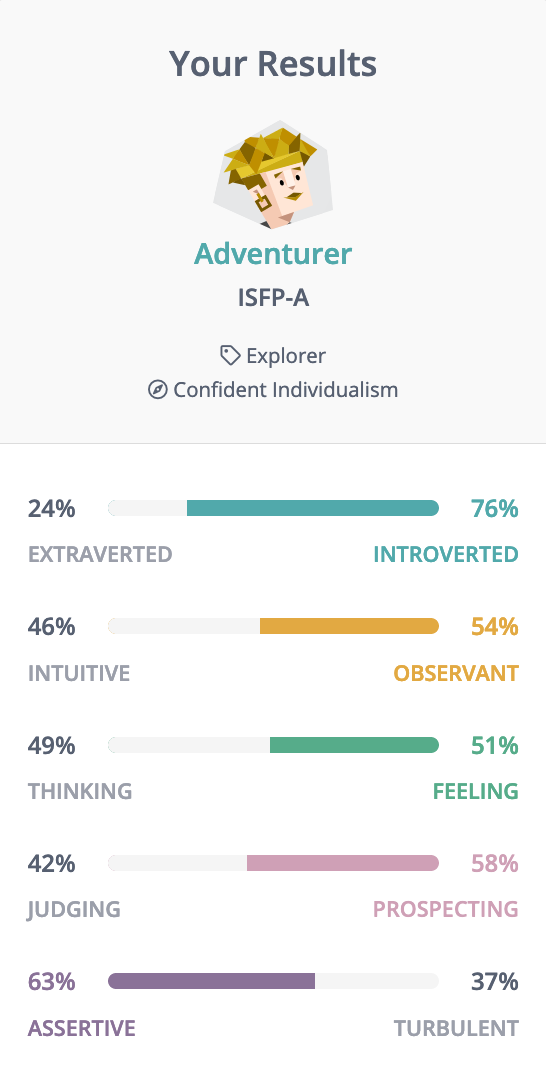 Your Results
Adventurer
ISFP-A
Explorer
Confident Individualism
24% 76%
EXTRAVERTED INTROVERTED
46% 54%
INTUITIVE OBSERVANT
49% 51%
THINKING FEELING
42% 58%
JUDGING PROSPECTING
63% 37%
ASSERTIVE TURBULENT